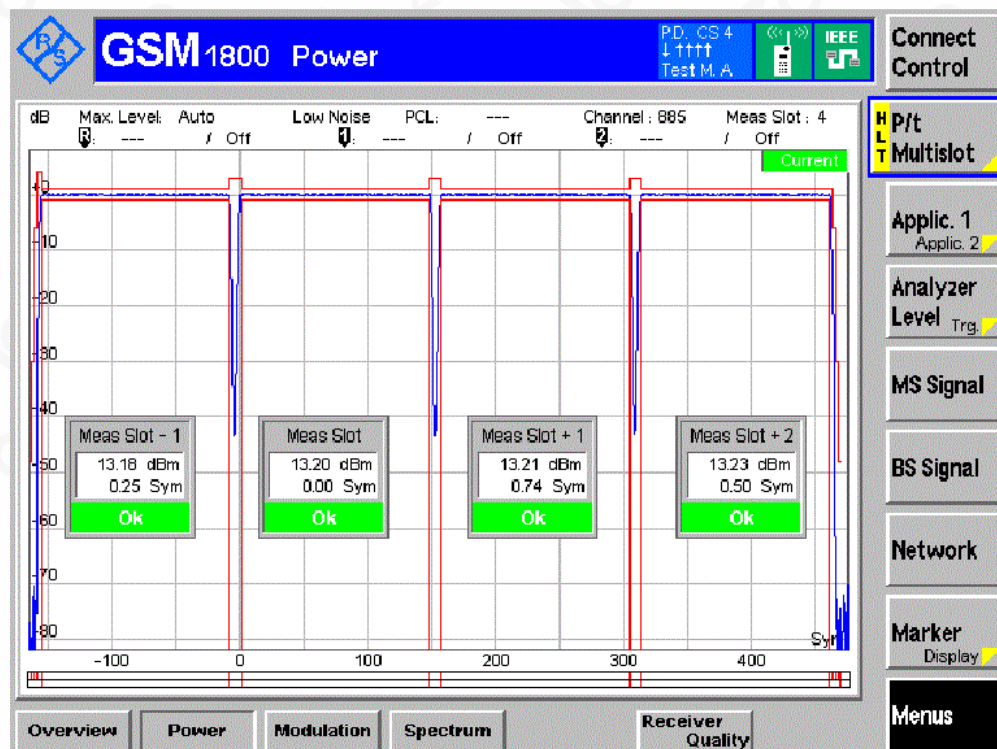 R S
GSM 1800 Power
P.D. CS 4
Test M. A
IEEE
Connect
Control
dB Max. Level: Auto Low Noise PCL: --- Channel : 885 Meas Slot : 4
R: --- / Off 1: --- / Off 2: --- / Off
Current
HLT
P/t
Multislot
Applic. 1
Applic. 2
Analyzer
Level Trg.
MS Signal
BS Signal
Network
Marker
Display
Menus
+0
-10
-20
-30
-40
-50
-60
-70
-80
Meas Slot - 1
13.18 dBm
0.25 Sym
Ok
Meas Slot
13.20 dBm
0.00 Sym
Ok
Meas Slot + 1
13.21 dBm
0.74 Sym
Ok
Meas Slot + 2
13.23 dBm
0.50 Sym
Ok
Sym
-100 0 100 200 300 400
Overview Power Modulation Spectrum Receiver
Quality